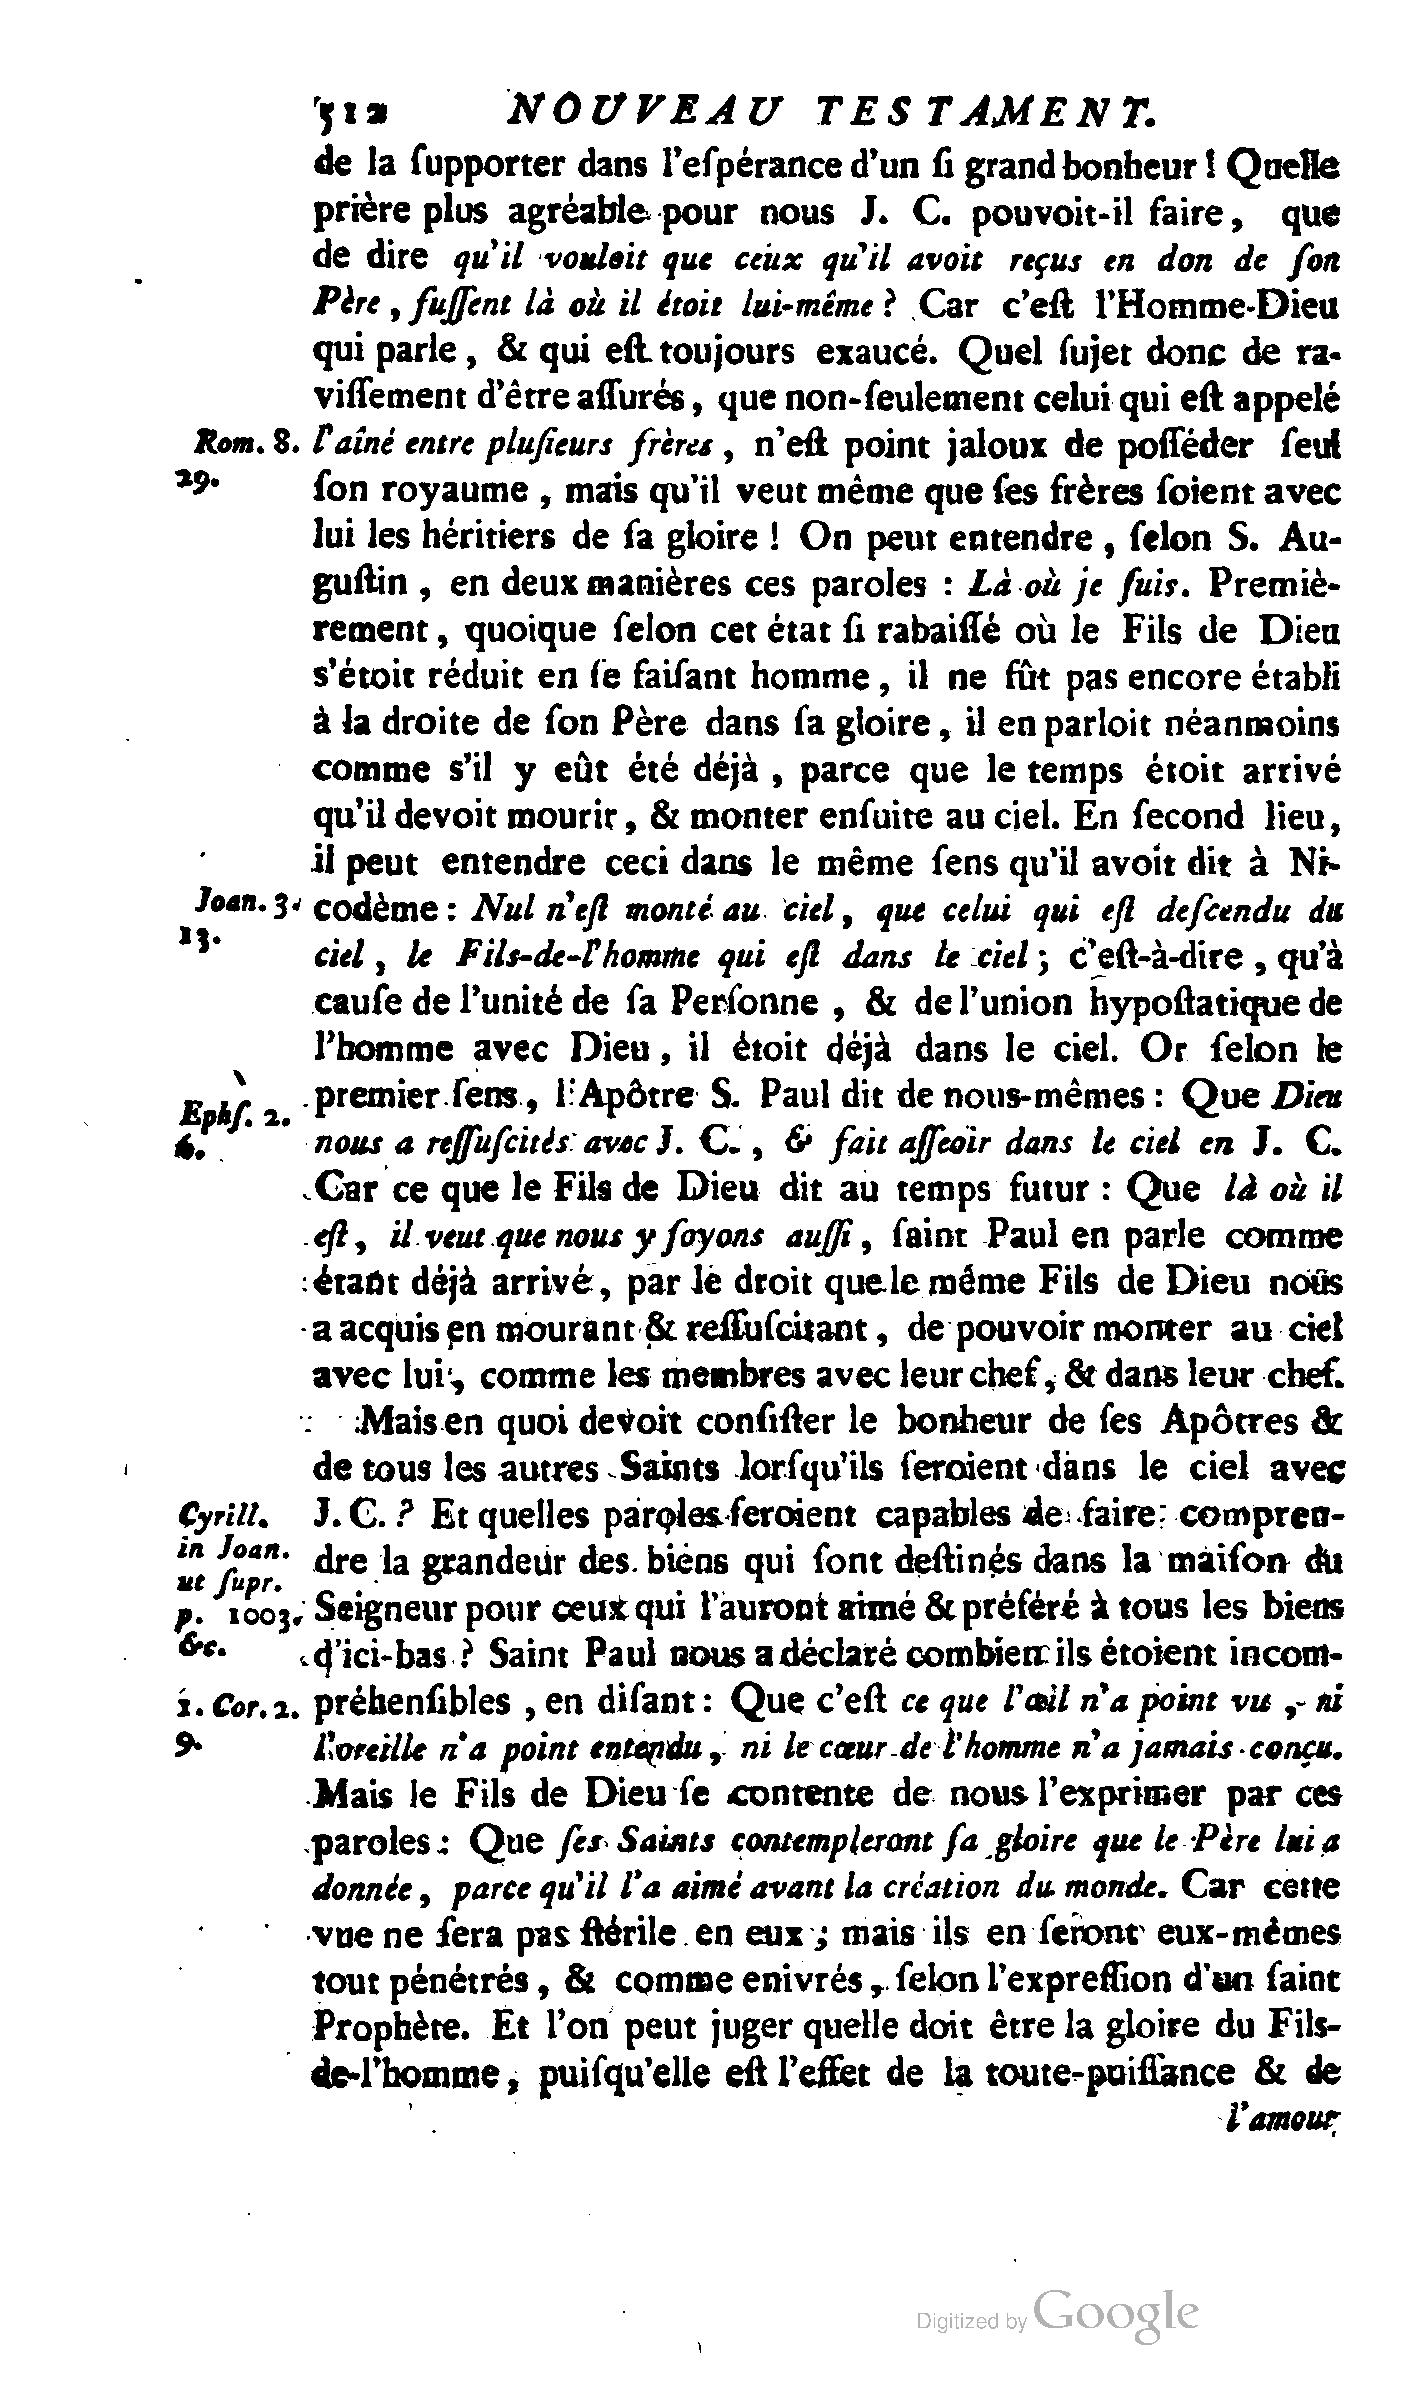 512 NOUVEAU TESTAMENT.
de la ſupporter dans l'eſpérance d'un ſi grand bonheur ! Quelle
prière plus agréable pour nous J. C. pouvoit-il faire, que
de dire qu'il vouloit que ceux qu'il avoit reçus en don de ſon
Père, fuſſent là où il étoit lui-même ? Car c'eſt l'Homme-Dieu
qui parle, & qui eſt toujours exaucé. Quel ſujet donc de ra-
viſſement d'être aſſurés, que non-ſeulement celui qui eſt appelé
Rom. 8. l'aîné entre pluſieurs frères, n'eſt point jaloux de poſſéder ſeul
29. ſon royaume, mais qu'il veut même que ſes frères ſoient avec
lui les héritiers de ſa gloire ! On peut entendre, ſelon S. Au-
guſtin, en deux manières ces paroles : Là où je ſuis. Premiè-
rement, quoique ſelon cet état ſi rabaiſſé où le Fils de Dieu
s'étoit réduit en ſe faiſant homme, il ne fût pas encore établi
à la droite de ſon Père dans ſa gloire, il en parloit néanmoins
comme s'il y eût été déjà, parce que le temps étoit arrivé
qu'il devoit mourir, & monter enſuite au ciel. En ſecond lieu,
il peut entendre ceci dans le même ſens qu'il avoit dit à Ni-
Joan. 3. codème : Nul n'eſt monté au ciel, que celui qui eſt deſcendu du
13. ciel, le Fils-de-l'homme qui eſt dans le ciel ; c'eſt-à-dire, qu'à
cauſe de l'unité de ſa Perſonne, & de l'union hypoſtatique de
l'homme avec Dieu, il étoit déjà dans le ciel. Or ſelon le
Ephſ. 2. premier ſens, l'Apôtre S. Paul dit de nous-mêmes : Que Dieu
6. nous a reſſuſcités avec J. C., & fait aſſeoir dans le ciel en J. C.
Car ce que le Fils de Dieu dit au temps futur : Que là où il
eſt, il veut que nous y ſoyons auſſi, ſaint Paul en parle comme
étant déjà arrivé, par le droit que le même Fils de Dieu nous
a acquis en mourant & reſſuſcitant, de pouvoir monter au ciel
avec lui, comme les membres avec leur chef, & dans leur chef.
Mais en quoi devoit conſiſter le bonheur de ſes Apôtres &
de tous les autres Saints lorſqu'ils ſeroient dans le ciel avec
Cyrill. J. C. ? Et quelles paroles ſeroient capables de faire compren-
in Joan. dre la grandeur des biens qui ſont deſtinés dans la maiſon du
ut ſupr.
p. 1003, Seigneur pour ceux qui l'auront aimé & préféré à tous les biens
&c. d'ici-bas ? Saint Paul nous a déclaré combien ils étoient incom-
1. Cor. 2. préhenſibles, en diſant : Que c'eſt ce que l'œil n'a point vu, ni
9. l'oreille n'a point entendu, ni le cœur de l'homme n'a jamais conçu.
Mais le Fils de Dieu ſe contente de nous l'exprimer par ces
paroles : Que ſes Saints contempleront ſa gloire que le Père lui a
donnée, parce qu'il l'a aimé avant la création du monde. Car cette
vue ne ſera pas ſtérile en eux ; mais ils en ſeront eux-mêmes
tout pénétrés, & comme enivrés, ſelon l'expreſſion d'un ſaint
Prophète. Et l'on peut juger quelle doit être la gloire du Fils-
de-l'homme, puiſqu'elle eſt l'effet de la toute-puiſſance & de
l'amour
Digitized by Google